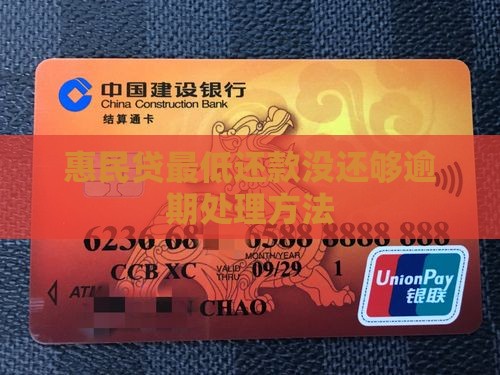 中国建设银行
China Construction Bank
结算通卡
惠民贷最低还款没还够逾
期处理方法
6236 68 6588 8888 888
MONTH/YEAR
CCB XC VALID THRU 09/29 1
ATM
CHAO
UnionPay
银联